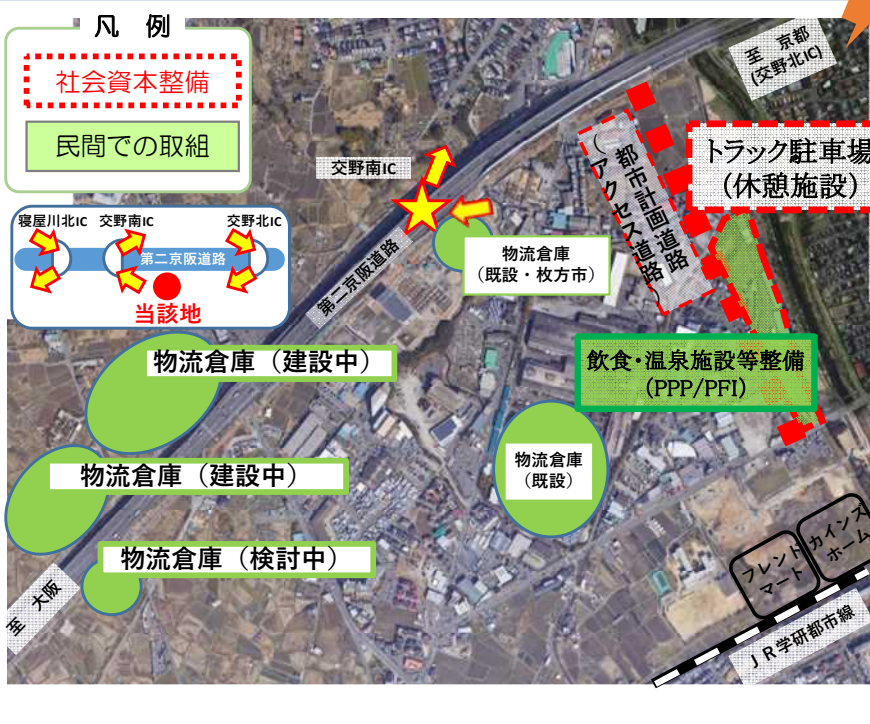 凡　例
社会資本整備
民間での取組
寝屋川北IC
交野南IC
交野北IC
第二京阪道路
当該地
交野南IC
第二京阪道路
至　京都
(交野北IC)
都市計画道路
（アクセス道路）
トラック駐車場
（休憩施設）
物流倉庫
（既設・枚方市）
飲食・温泉施設等整備
(PPP/PFI)
物流倉庫（建設中）
物流倉庫（建設中）
物流倉庫（検討中）
物流倉庫
（既設）
至　大阪
フレンド
マート
カインズ
ホーム
ＪＲ学研都市線